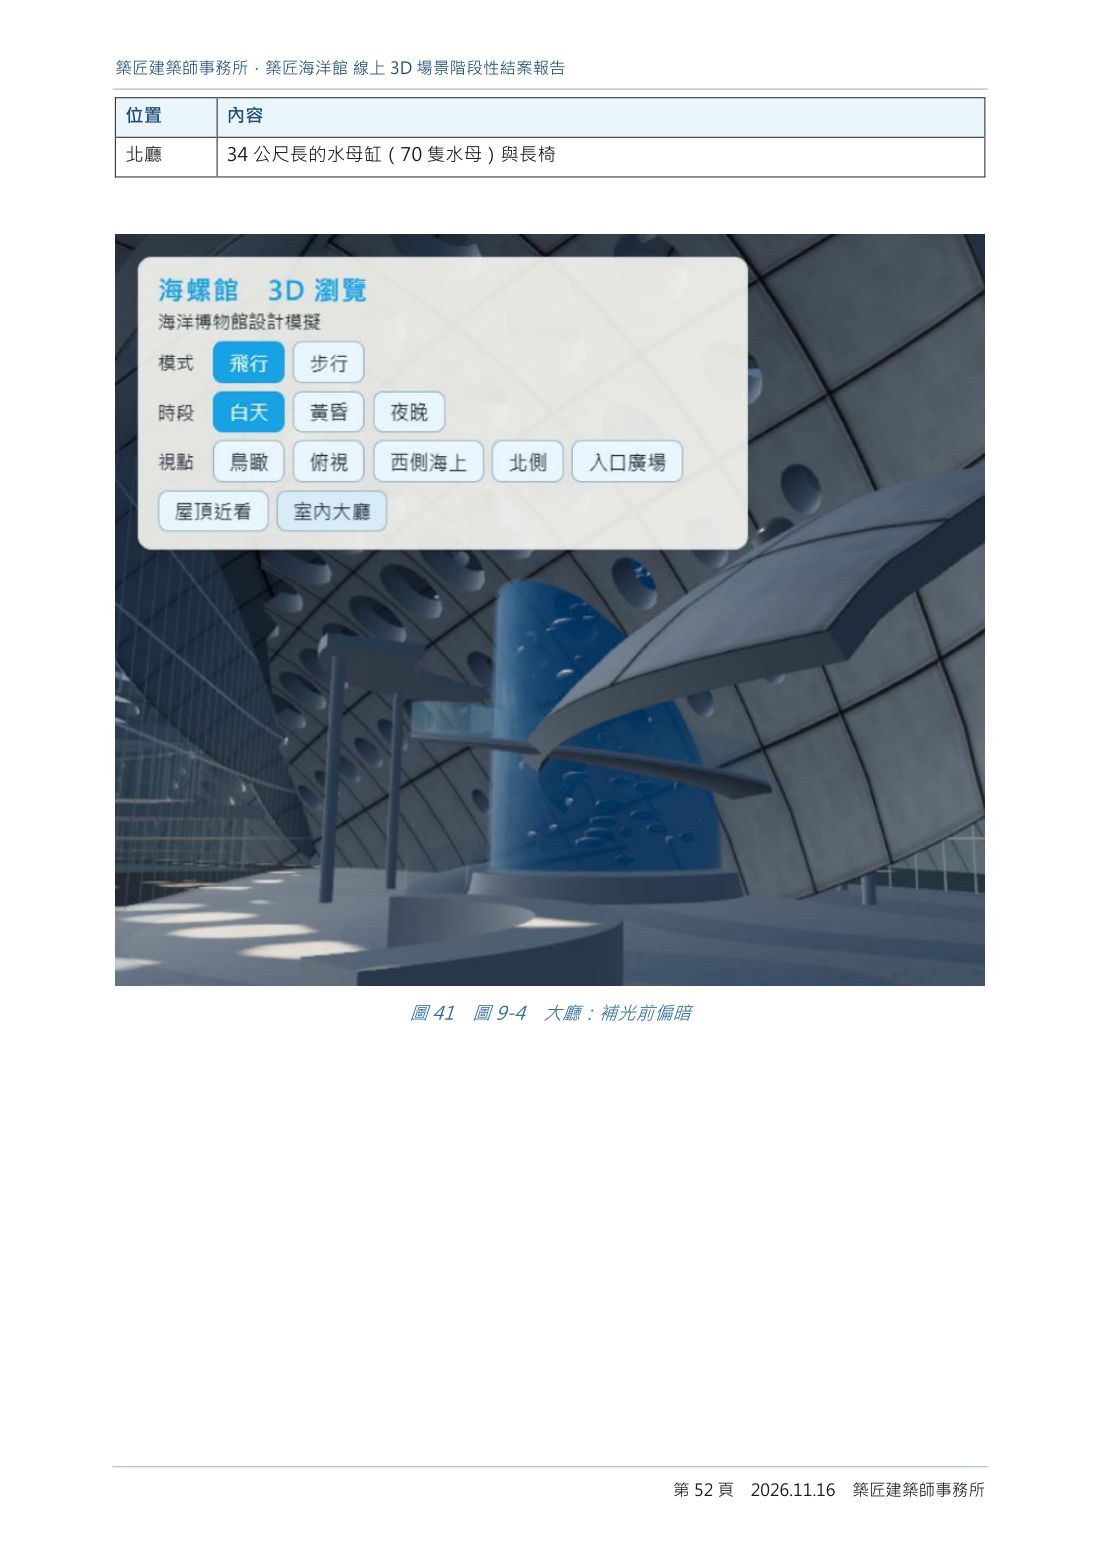 築匠建築師事務所．築匠海洋館 線上 3D 場景階段性結案報告
位置 內容
北廳 34 公尺長的水母缸（70 隻水母）與長椅
海螺館　3D 瀏覽
海洋博物館設計模擬
模式 飛行 步行
時段 白天 黃昏 夜晚
視點 鳥瞰 俯視 西側海上 北側 入口廣場
屋頂近看 室內大廳
圖 41　圖 9-4　大廳：補光前偏暗
第 52 頁　2026.11.16　築匠建築師事務所